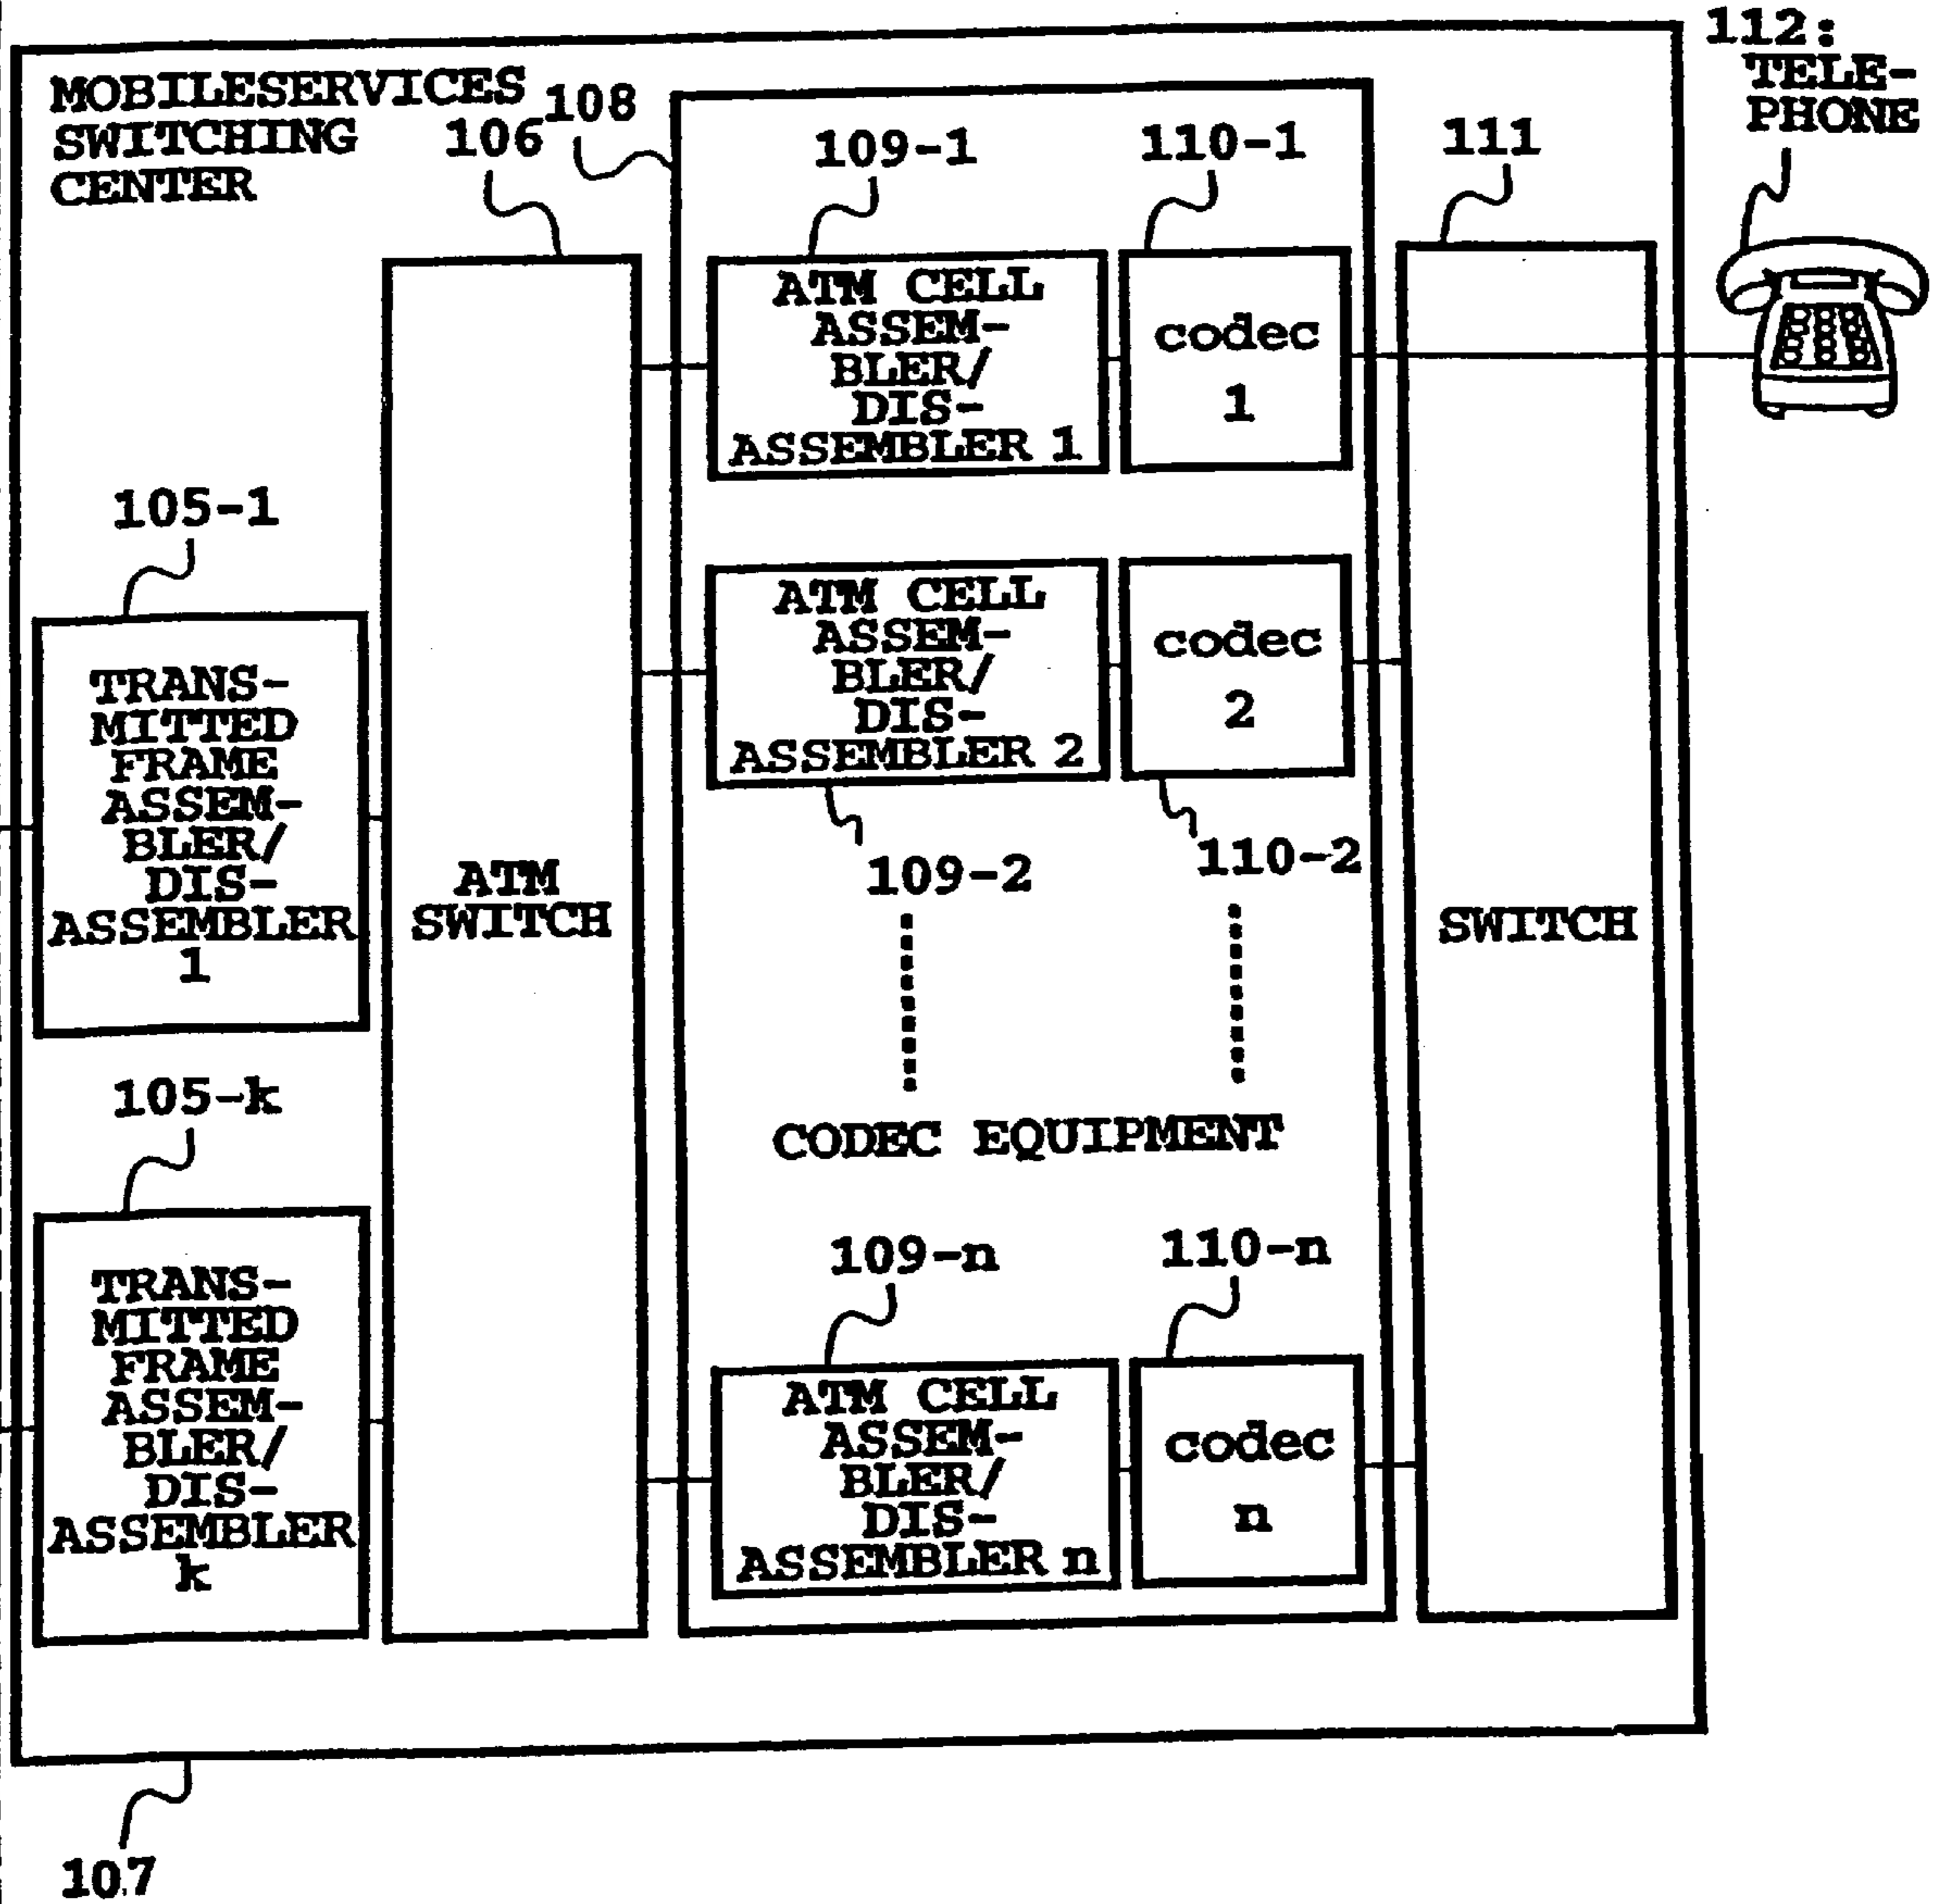 112:
TELE-
PHONE
MOBILESERVICES
SWITCHING
CENTER
108
106
109-1
110-1
111
ATM CELL
ASSEM-
BLER/
DIS-
ASSEMBLER 1
codec
1
105-1
TRANS-
MITTED
FRAME
ASSEM-
BLER/
DIS-
ASSEMBLER
1
ATM
SWITCH
ATM CELL
ASSEM-
BLER/
DIS-
ASSEMBLER 2
codec
2
109-2
110-2
SWITCH
CODEC EQUIPMENT
105-k
TRANS-
MITTED
FRAME
ASSEM-
BLER/
DIS-
ASSEMBLER
k
109-n
110-n
ATM CELL
ASSEM-
BLER/
DIS-
ASSEMBLER n
codec
n
107